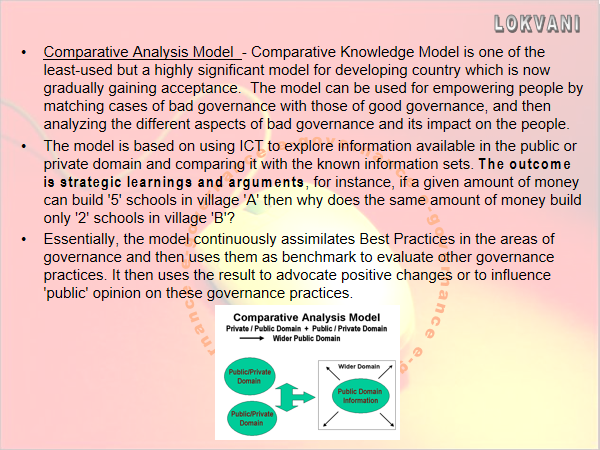 LOKVANI
• Comparative Analysis Model - Comparative Knowledge Model is one of the
least-used but a highly significant model for developing country which is now
gradually gaining acceptance. The model can be used for empowering people by
matching cases of bad governance with those of good governance, and then
analyzing the different aspects of bad governance and its impact on the people.
• The model is based on using ICT to explore information available in the public or
private domain and comparing it with the known information sets. The outcome
is strategic learnings and arguments, for instance, if a given amount of money
can build '5' schools in village 'A' then why does the same amount of money build
only '2' schools in village 'B'?
• Essentially, the model continuously assimilates Best Practices in the areas of
governance and then uses them as benchmark to evaluate other governance
practices. It then uses the result to advocate positive changes or to influence
'public' opinion on these governance practices.
Comparative Analysis Model
Private / Public Domain + Public / Private Domain
Wider Public Domain
Public/Private
Domain
Public/Private
Domain
Wider Domain
Public Domain
Information